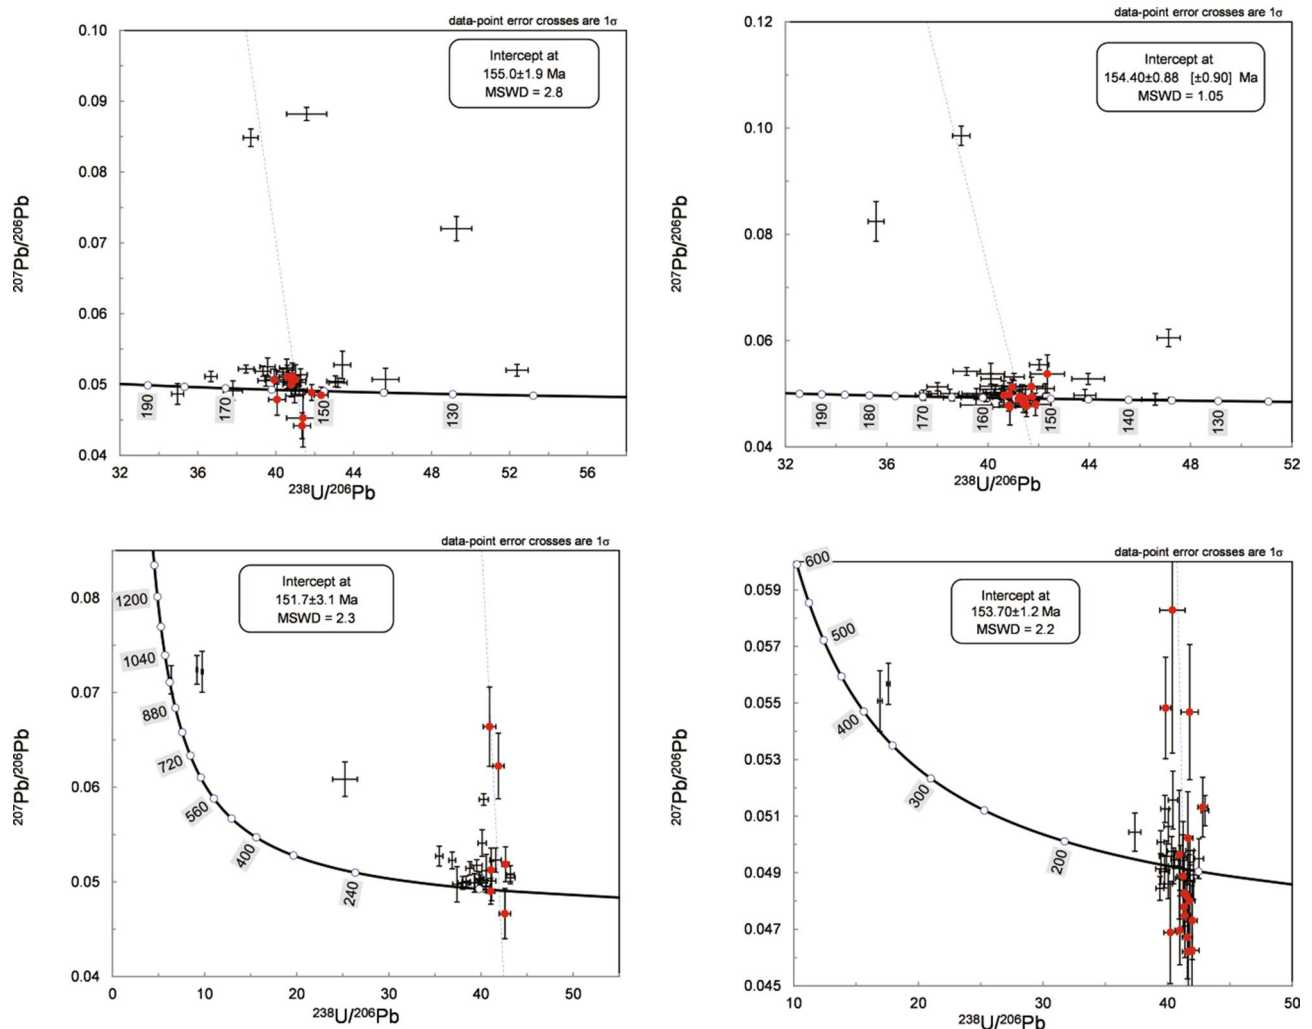 data-point error crosses are 1σ
0.10
0.09
0.08
0.07
0.06
0.05
0.04
207Pb/206Pb
Intercept at
155.0±1.9 Ma
MSWD = 2.8
190
170
150
130
32 36 40 44 48 52 56
238U/206Pb
data-point error crosses are 1σ
0.12
0.10
0.08
0.06
0.04
207Pb/206Pb
Intercept at
154.40±0.88 [±0.90] Ma
MSWD = 1.05
190
180
170
160
150
140
130
32 36 40 44 48 52
238U/206Pb
data-point error crosses are 1σ
0.08
0.07
0.06
0.05
0.04
207Pb/206Pb
Intercept at
151.7±3.1 Ma
MSWD = 2.3
1200
1040
880
720
560
400
240
0 10 20 30 40 50
238U/206Pb
data-point error crosses are 1σ
0.059
0.057
0.055
0.053
0.051
0.049
0.047
0.045
207Pb/206Pb
Intercept at
153.70±1.2 Ma
MSWD = 2.2
600
500
400
300
200
10 20 30 40 50
238U/206Pb